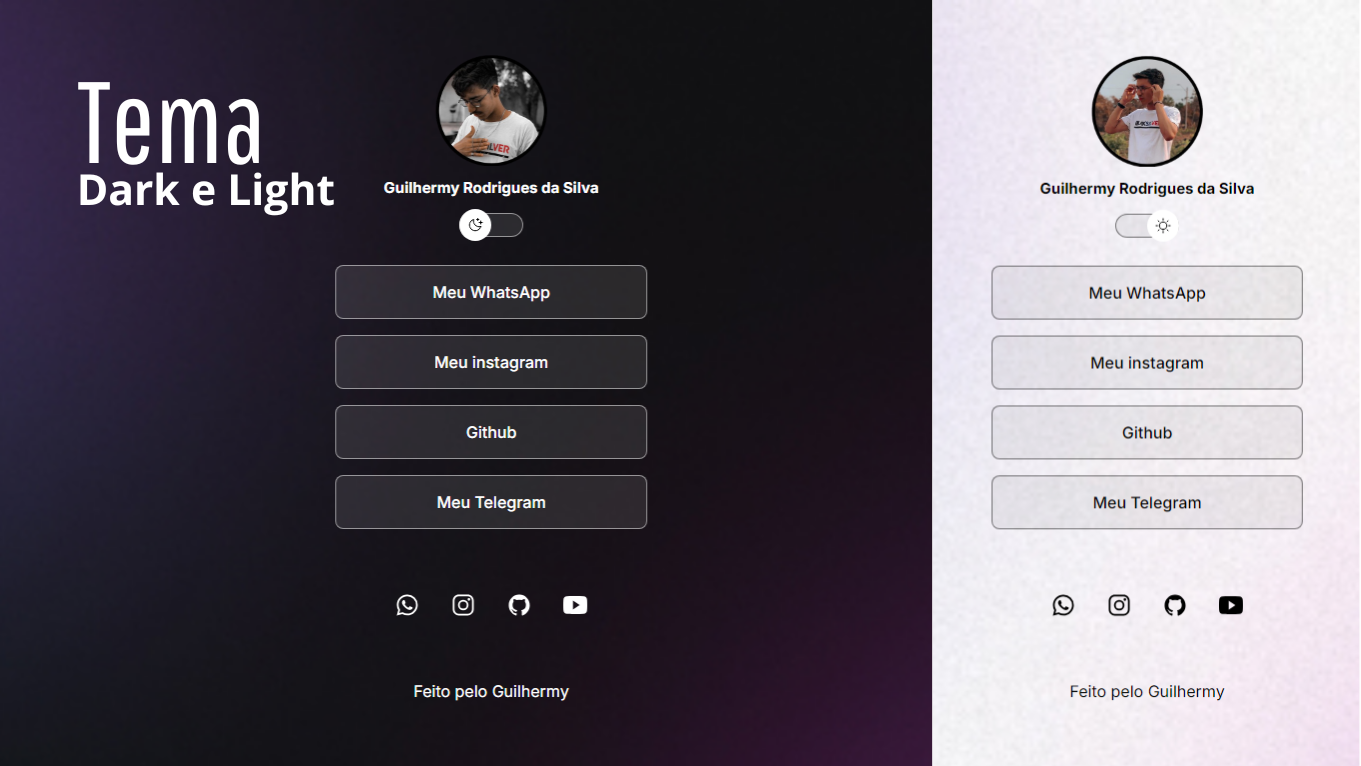 Tema
Dark e Light
Guilhermy Rodrigues da Silva
Meu WhatsApp
Meu instagram
Github
Meu Telegram
Feito pelo Guilhermy
Guilhermy Rodrigues da Silva
Meu WhatsApp
Meu instagram
Github
Meu Telegram
Feito pelo Guilhermy